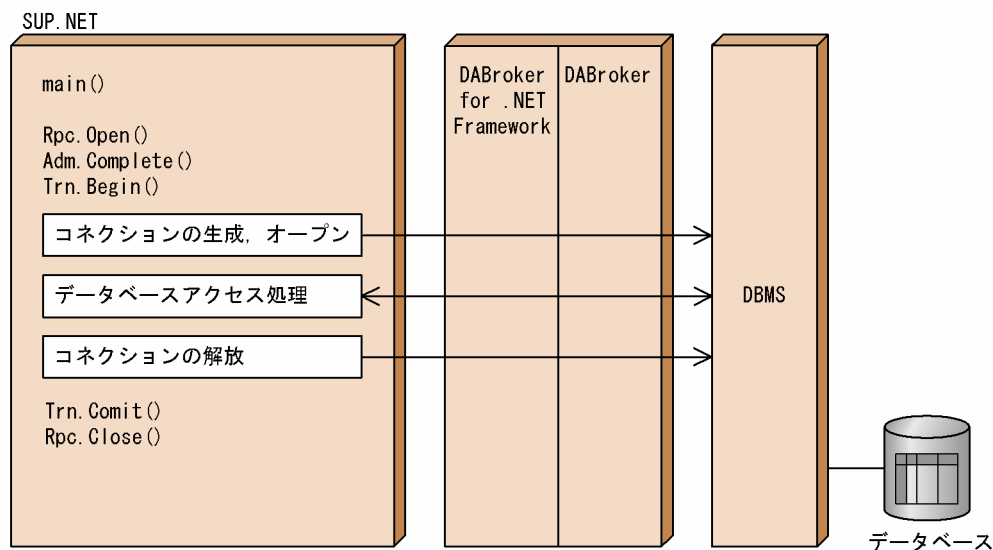 SUP.NET
main()
Rpc.Open()
Adm.Complete()
Trn.Begin()
コネクションの生成，オープン
データベースアクセス処理
コネクションの解放
Trn.Comit()
Rpc.Close()
DABroker
for .NET
Framework
DABroker
DBMS
データベース